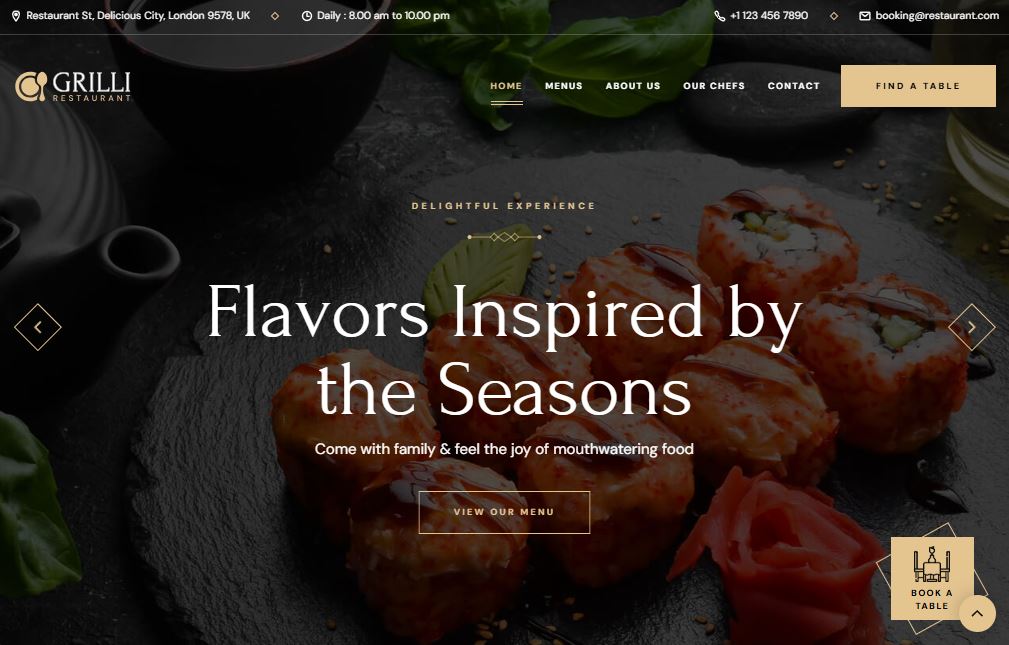 Restaurant St, Delicious City, London 9578, UK
Daily : 8.00 am to 10.00 pm
+1 123 456 7890
booking@restaurant.com
GRILLI
RESTAURANT
HOME
MENUS
ABOUT US
OUR CHEFS
CONTACT
FIND A TABLE
DELIGHTFUL EXPERIENCE
Flavors Inspired by
the Seasons
Come with family & feel the joy of mouthwatering food
VIEW OUR MENU
BOOK A
TABLE